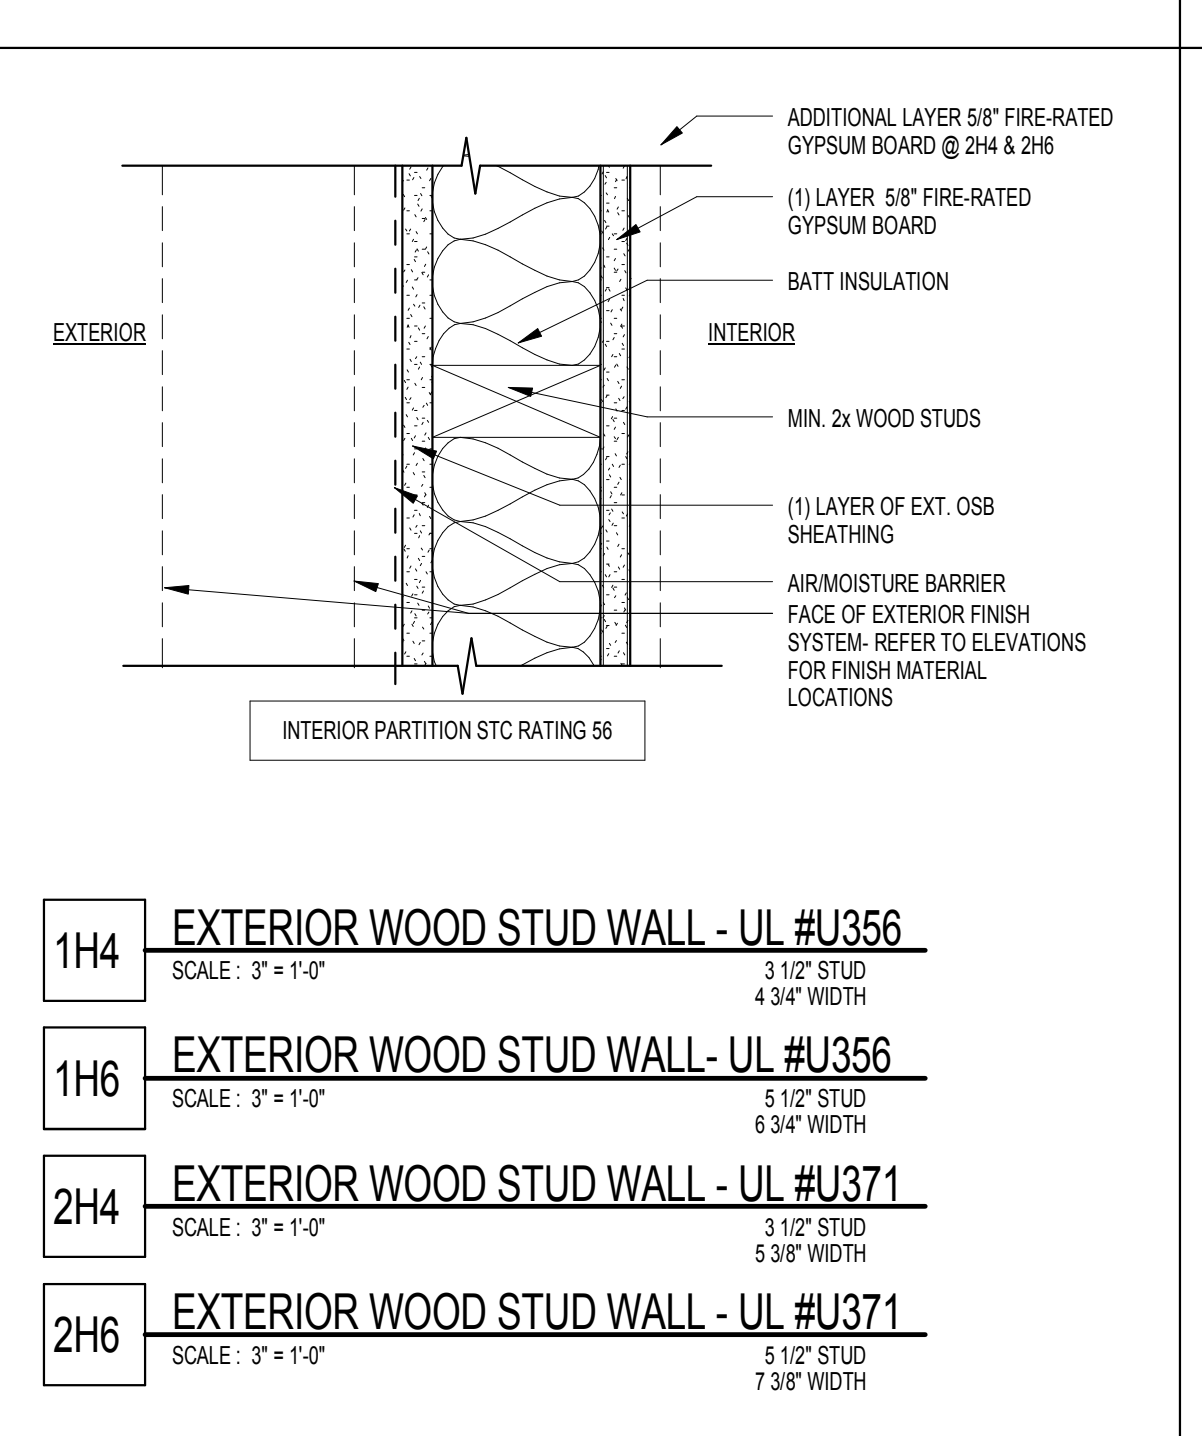 ADDITIONAL LAYER 5/8" FIRE-RATED
GYPSUM BOARD @ 2H4 & 2H6
(1) LAYER  5/8" FIRE-RATED
GYPSUM BOARD
BATT INSULATION
EXTERIOR
INTERIOR
MIN. 2x WOOD STUDS
(1) LAYER OF EXT. OSB
SHEATHING
AIR/MOISTURE BARRIER
FACE OF EXTERIOR FINISH
SYSTEM- REFER TO ELEVATIONS
FOR FINISH MATERIAL
LOCATIONS
INTERIOR PARTITION STC RATING 56
1H4
EXTERIOR WOOD STUD WALL - UL #U356
SCALE :  3" = 1'-0"
3 1/2" STUD
4 3/4" WIDTH
1H6
EXTERIOR WOOD STUD WALL- UL #U356
SCALE :  3" = 1'-0"
5 1/2" STUD
6 3/4" WIDTH
2H4
EXTERIOR WOOD STUD WALL - UL #U371
SCALE :  3" = 1'-0"
3 1/2" STUD
5 3/8" WIDTH
2H6
EXTERIOR WOOD STUD WALL - UL #U371
SCALE :  3" = 1'-0"
5 1/2" STUD
7 3/8" WIDTH